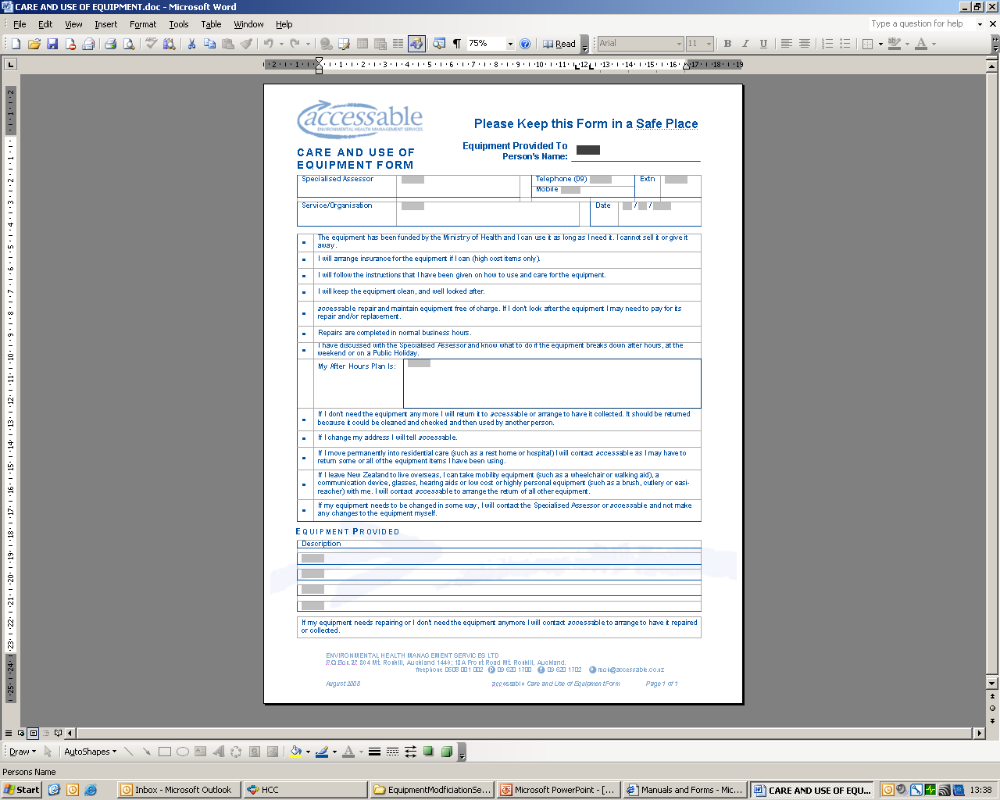 CARE AND USE OF EQUIPMENT.doc - Microsoft Word
File Edit View Insert Format Tools Table Window Help
Type a question for help
75%
Read
Arial
11
accessable
ENVIRONMENTAL HEALTH MANAGEMENT SERVICES
Please Keep this Form in a Safe Place
CARE AND USE OF
EQUIPMENT FORM
Equipment Provided To
Person's Name:
Specialised Assessor
Telephone (09)
Extn
Mobile
Service/Organisation
Date / /
The equipment has been funded by the Ministry of Health and I can use it as long as I need it. I cannot sell it or give it
away.
I will arrange insurance for the equipment if I can (high cost items only).
I will follow the instructions that I have been given on how to use and care for the equipment.
I will keep the equipment clean, and well looked after.
accessable repair and maintain equipment free of charge. If I don't look after the equipment I may need to pay for its
repair and/or replacement.
Repairs are completed in normal business hours.
I have discussed with the Specialised Assessor and know what to do if the equipment breaks down after hours, at the
weekend or on a Public Holiday.
My After Hours Plan Is:
If I don't need the equipment anymore I will return it to accessable or arrange to have it collected. It should be returned
because it could be cleaned and checked and then used by another person.
If I change my address I will tell accessable.
If I move permanently into residential care (such as a rest home or hospital) I will contact accessable as I may have to
return some or all of the equipment items I have been using.
If I leave New Zealand to live overseas, I can take mobility equipment (such as a wheelchair or walking aid), a
communication device, glasses, hearing aids or low cost or highly personal equipment (such as a brush, cutlery or easi-
reacher) with me. I will contact accessable to arrange the return of all other equipment.
If my equipment needs to be changed in some way, I will contact the Specialised Assessor or accessable and not make
any changes to the equipment myself.
EQUIPMENT PROVIDED
Description
If my equipment needs repairing or I don't need the equipment anymore I will contact accessable to arrange to have it repaired
or collected.
ENVIRONMENTAL HEALTH MANAGEMENT SERVICES LTD
P.O.Box 27 804 Mt. Roskill, Auckland 1440; 18A Frost Road Mt. Roskill, Auckland.
freephone 0508 001 002 P 09 620 1700 f 09 620 1702 e mob@accessable.co.nz
August 2008
accessable Care and Use of Equipment Form
Page 1 of 1
Draw
AutoShapes
Persons Name
Start
Inbox - Microsoft Outlook
HCC
EquipmentModficiationSe...
Microsoft PowerPoint - [...
Manuals and Forms - Mic...
CARE AND USE OF EQU...
13:38